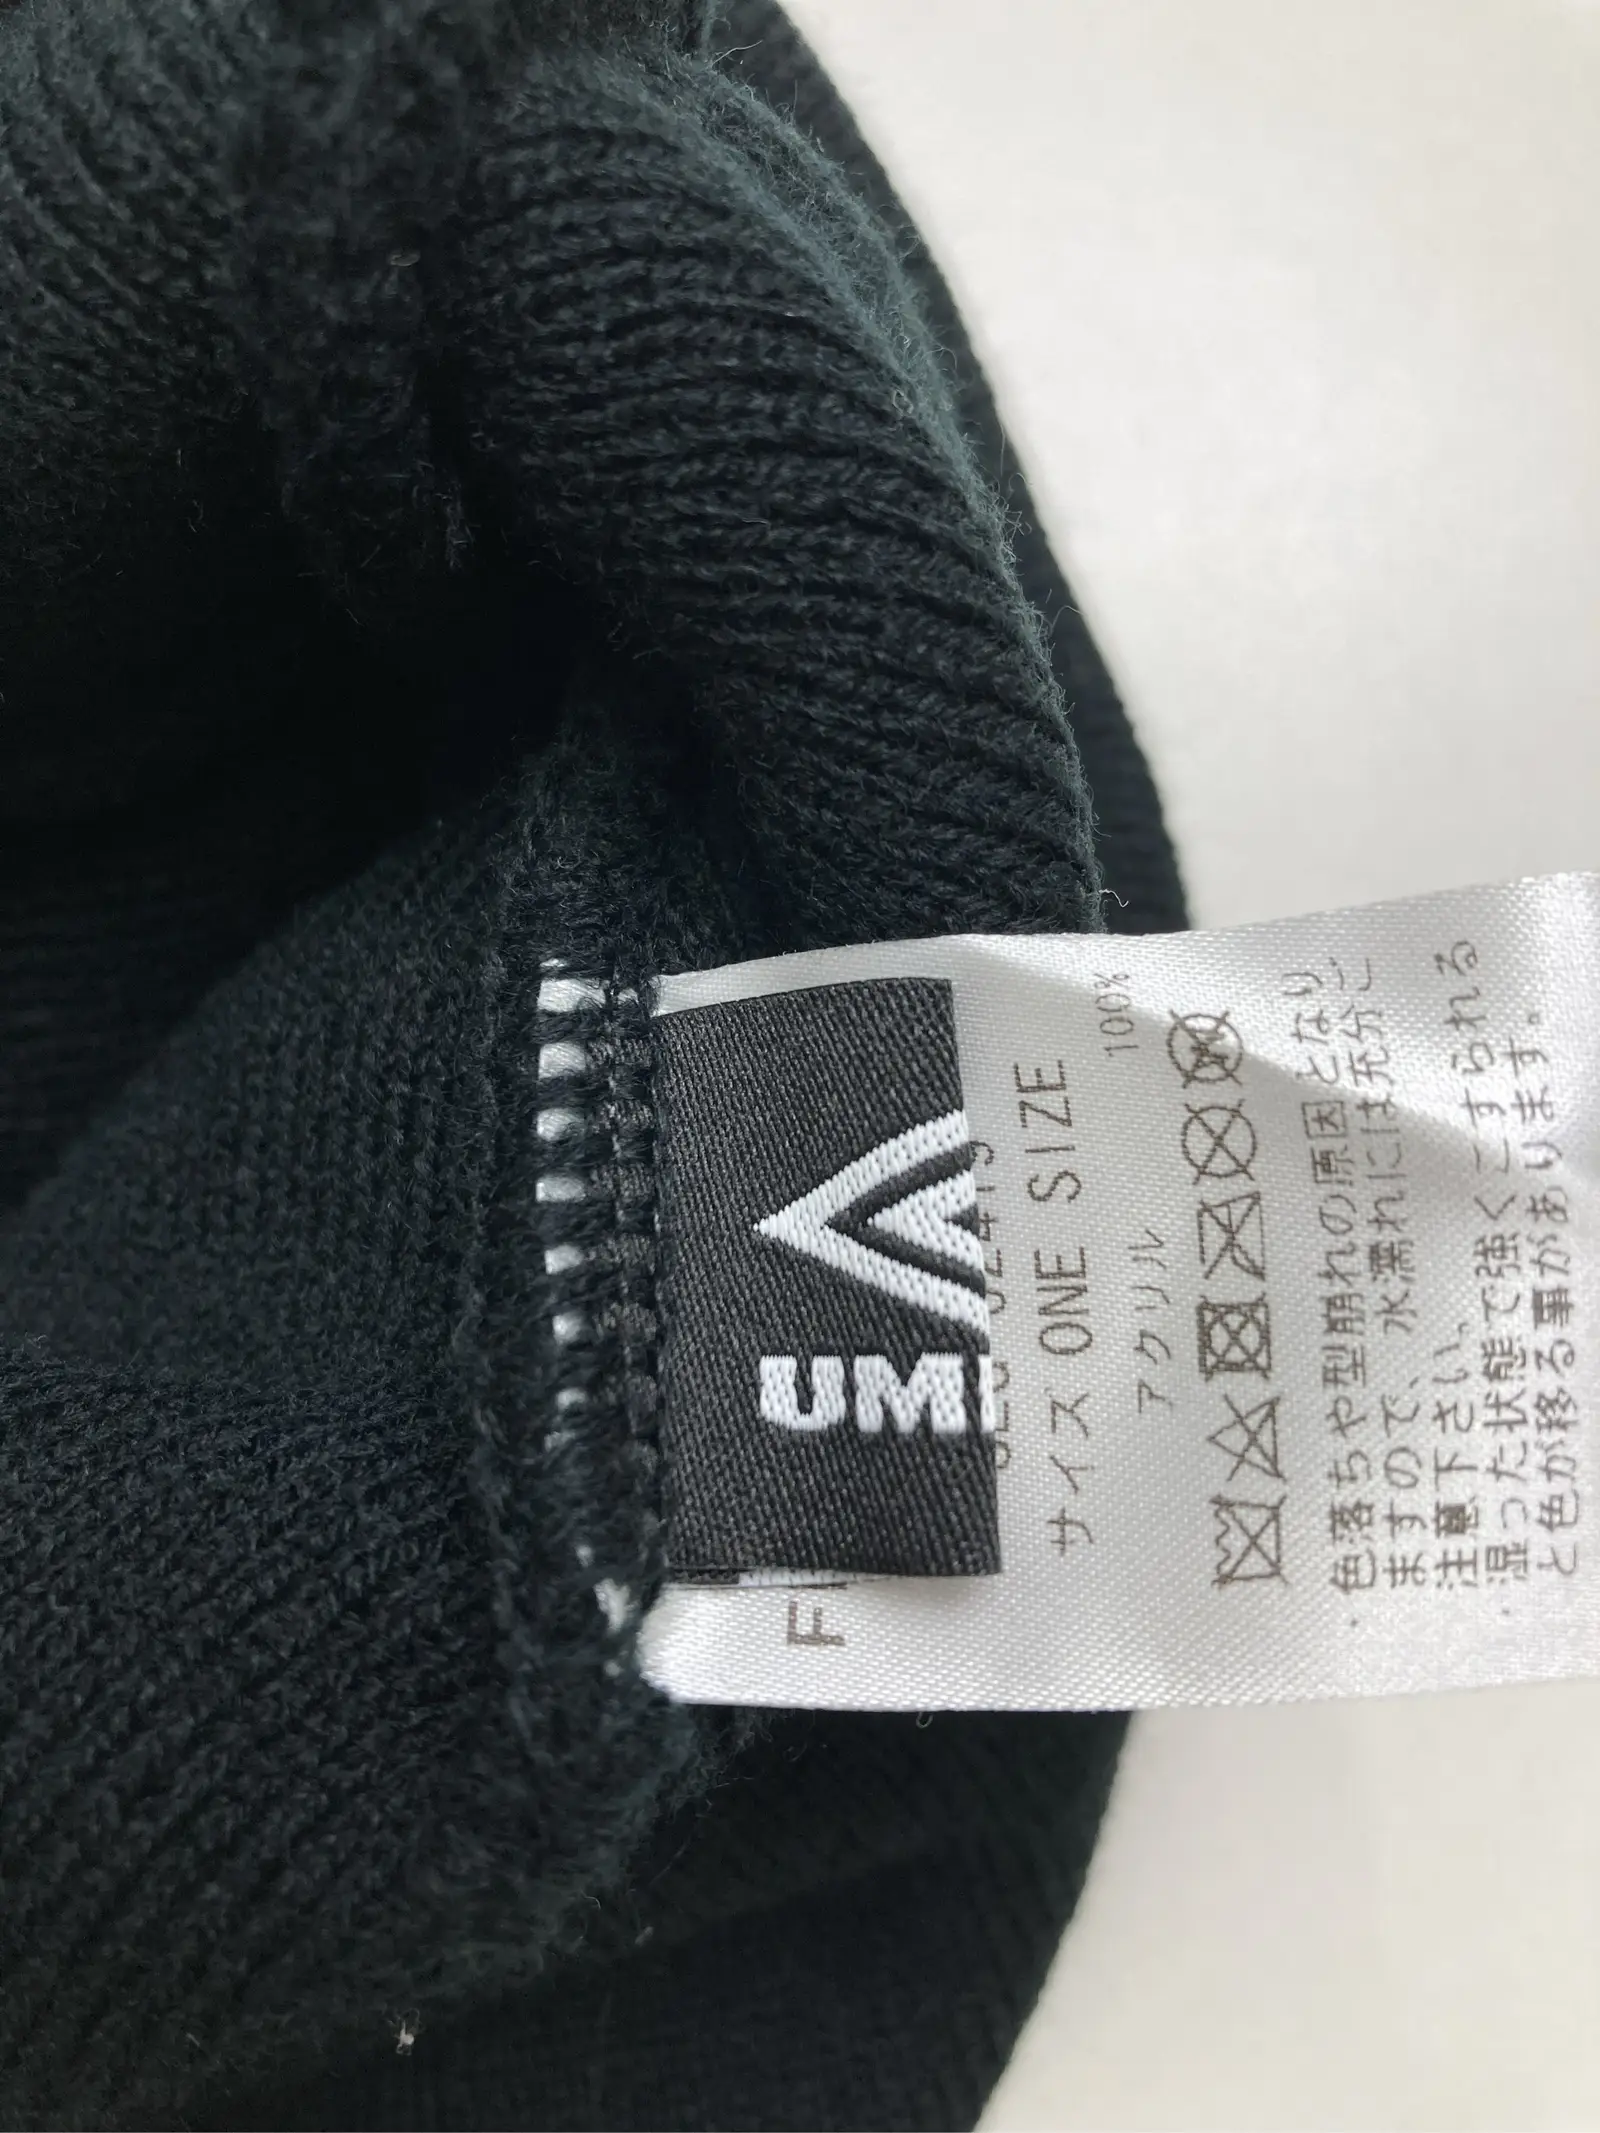 UM
F
サイズ ONE SIZE
アクリル 100%
・色落ちや型崩れの原因となり
ますので、水濡れには充分ご
注意下さい。
・湿った状態で強くこすられる
と色が移る事があります。